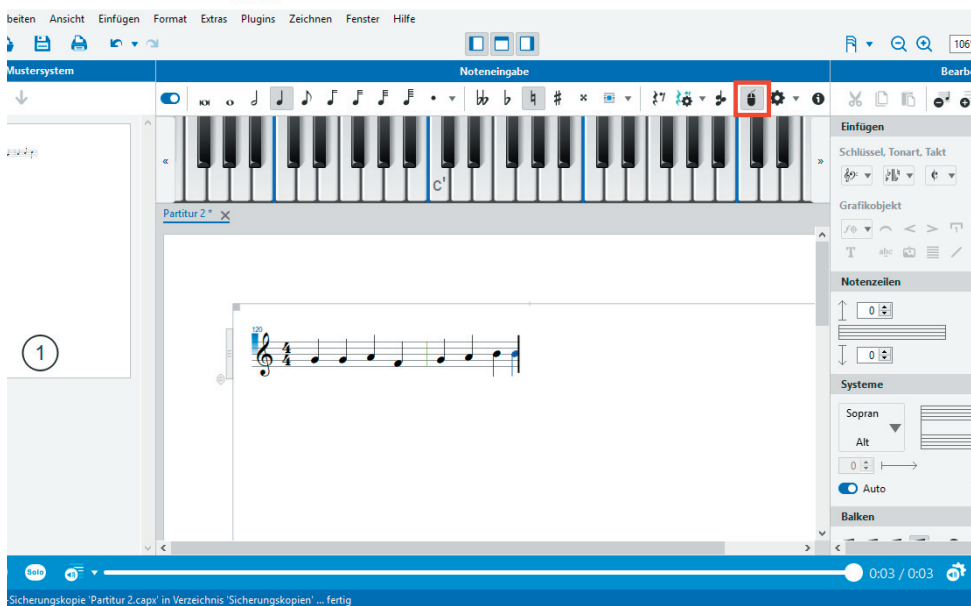 beiten Ansicht Einfügen Format Extras Plugins Zeichnen Fenster Hilfe
106
Mustersystem
Noteneingabe
Bearb
Einfügen
Schlüssel, Tonart, Takt
c'
Grafikobjekt
Partitur 2 *
T abc
Notenzeilen
0
120
4
4
1
0
Systeme
Sopran
Alt
0
Auto
Balken
Solo
0:03 / 0:03
-Sicherungskopie 'Partitur 2.capx' in Verzeichnis 'Sicherungskopien' ... fertig